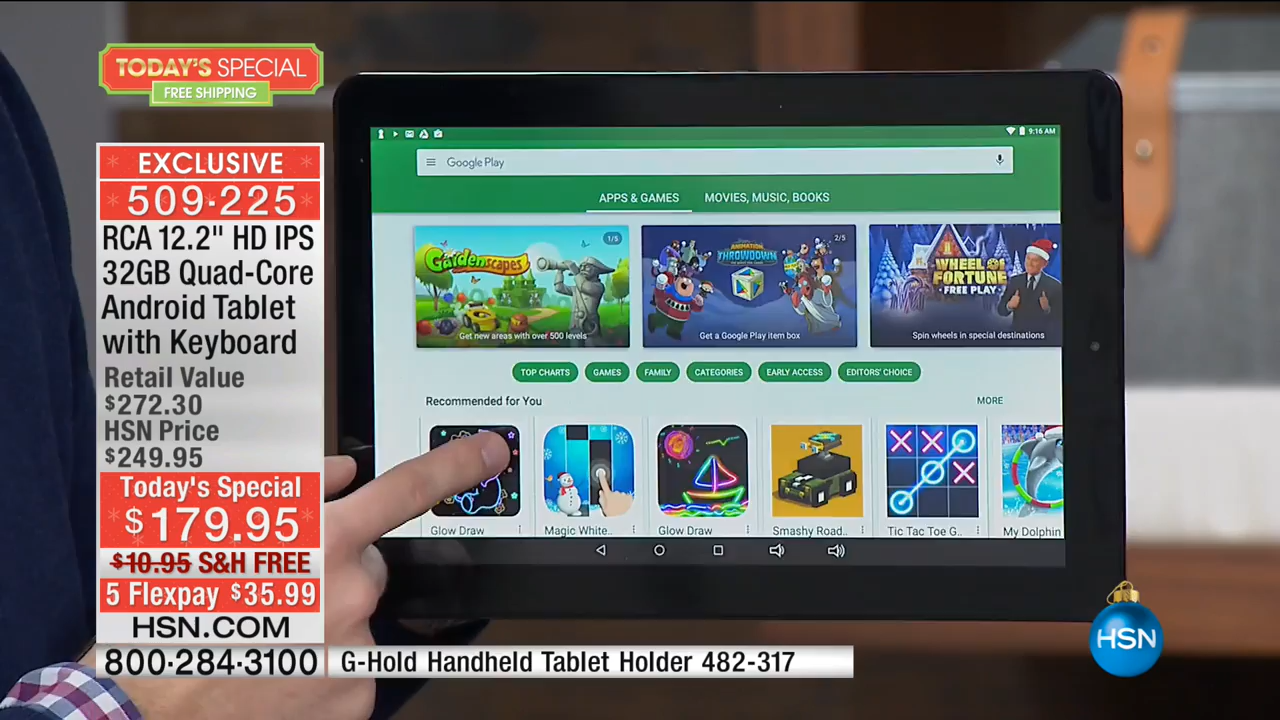 TODAY'S SPECIAL
FREE SHIPPING
EXCLUSIVE
509·225
RCA 12.2" HD IPS
32GB Quad-Core
Android Tablet
with Keyboard
Retail Value
$272.30
HSN Price
$249.95
Today's Special
$179.95
$10.95 S&H FREE
5 Flexpay $35.99
HSN.COM
800·284·3100
G-Hold Handheld Tablet Holder 482-317
9:16 AM
Google Play
APPS & GAMES
MOVIES, MUSIC, BOOKS
1/5
Gardenscapes
Get new areas with over 500 levels
2/5
ANIMATION
THROWDOWN
Get a Google Play item box
WHEEL OF
FORTUNE
FREE PLAY
Spin wheels in special destinations
TOP CHARTS
GAMES
FAMILY
CATEGORIES
EARLY ACCESS
EDITORS' CHOICE
Recommended for You
MORE
Glow Draw
Magic White..
Glow Draw
Smashy Road..
Tic Tac Toe G..
My Dolphin
HSN